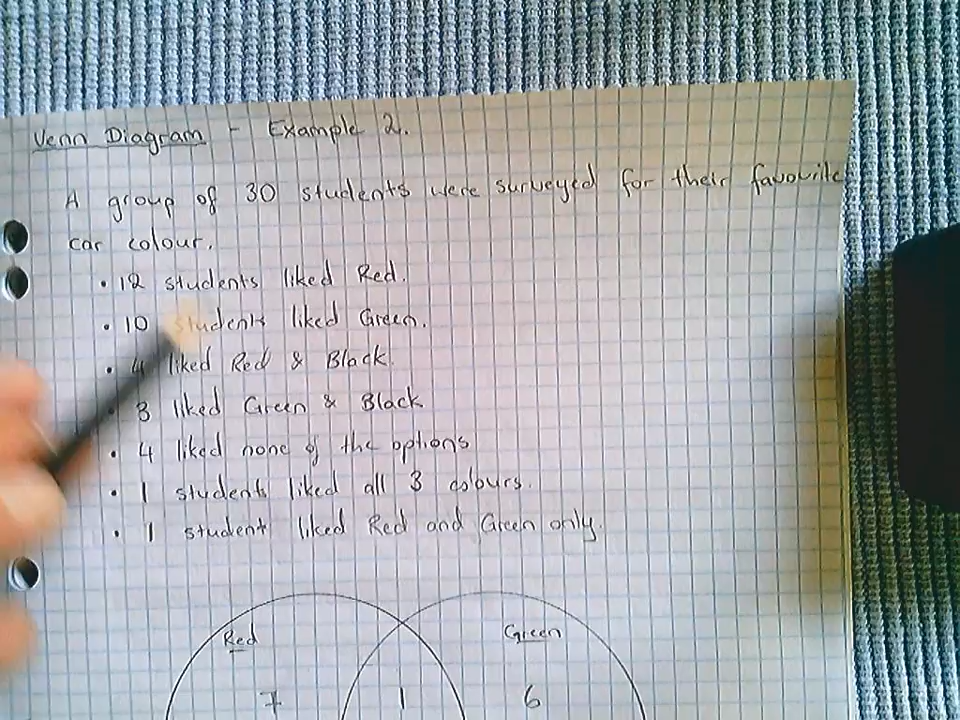 Venn Diagram - Example 2.
A group of 30 students were surveyed for their favourite
car colour.
• 12 students liked Red.
• 10 students liked Green.
• 4 liked Red & Black.
• 3 liked Green & Black
• 4 liked none of the options
• 1 students liked all 3 colours.
• 1 student liked Red and Green only.
Red Green
7 1 6